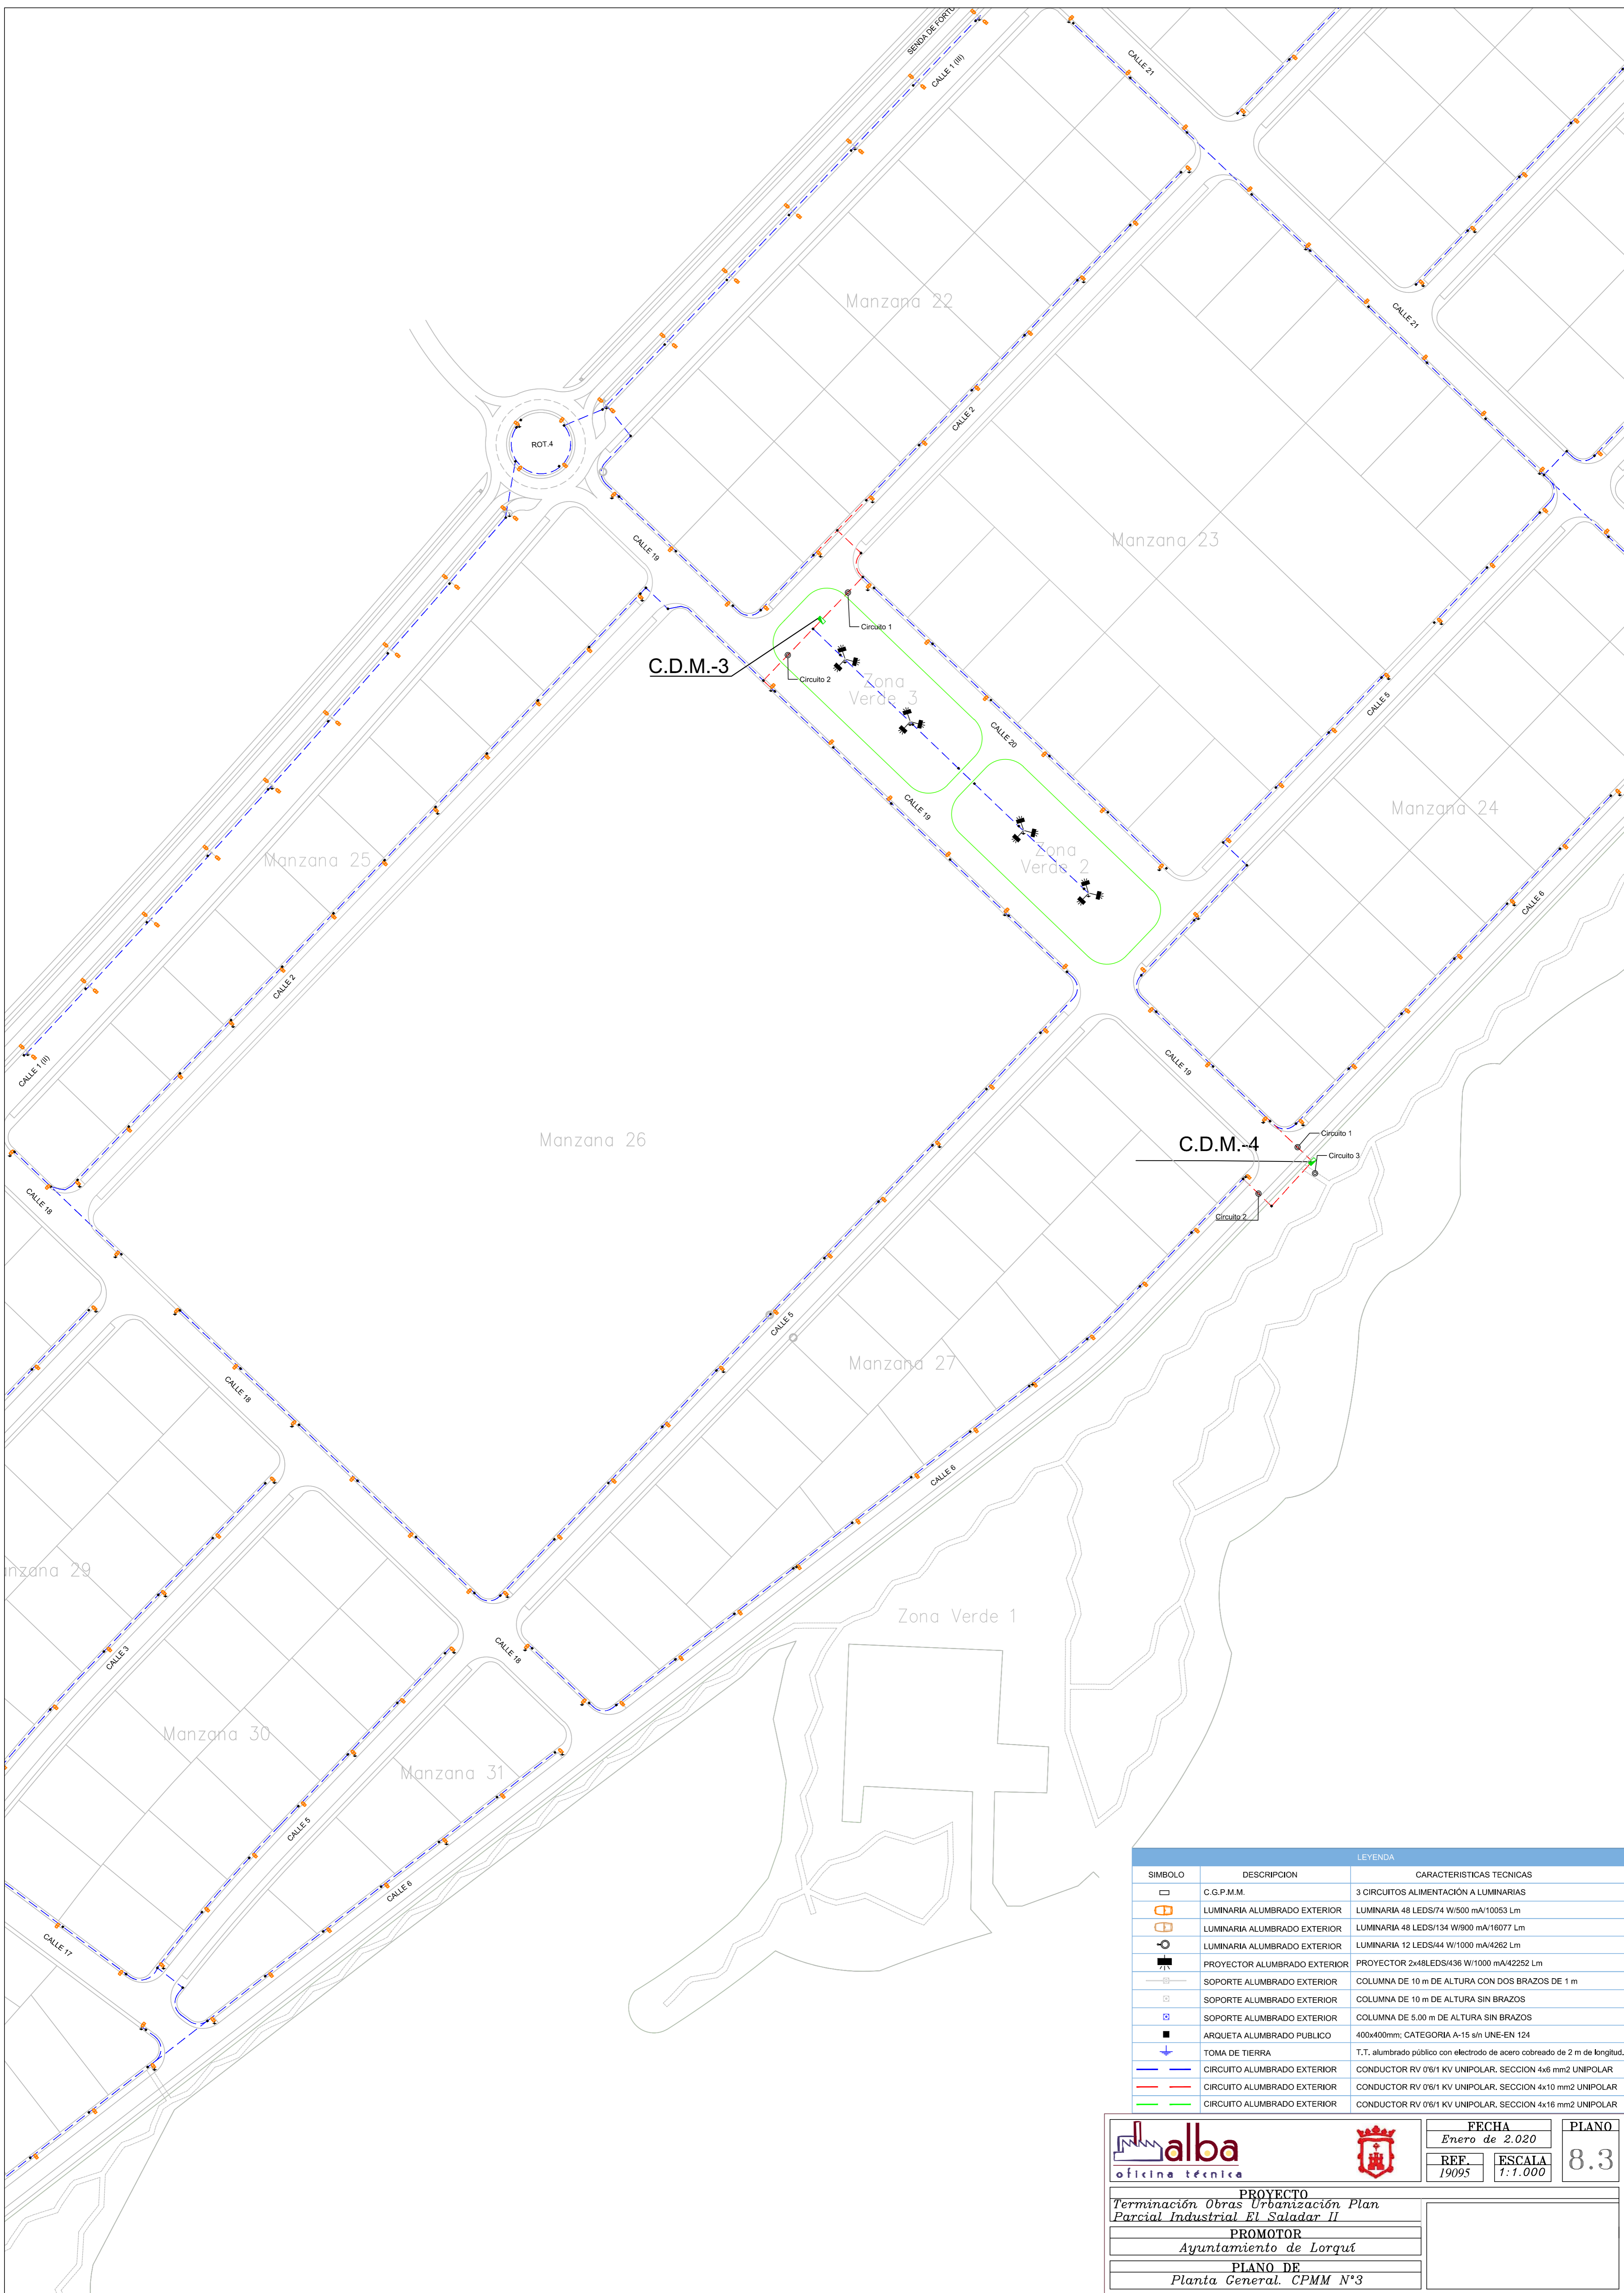 SENDA DE FORTU
CALLE 1 (III)
CALLE 21
Manzana 22
CALLE 21
CALLE 2
ROT.4
Manzana 23
CALLE 19
Circuito 1
C.D.M.-3
Circuito 2
Zona
Verde 3
CALLE 5
CALLE 20
CALLE 19
Manzana 24
Manzana 25
Zona
Verde 2
CALLE 6
CALLE 2
CALLE 1 (II)
CALLE 19
Manzana 26
C.D.M.-4
Circuito 1
Circuito 3
Circuito 2
CALLE 18
CALLE 5
Manzana 27
CALLE 18
CALLE 6
anzana 29
Zona Verde 1
CALLE 3
CALLE 18
Manzana 30
Manzana 31
CALLE 5
CALLE 6
CALLE 17
LEYENDA
SIMBOLO DESCRIPCION CARACTERISTICAS TECNICAS
C.G.P.M.M. 3 CIRCUITOS ALIMENTACIÓN A LUMINARIAS
LUMINARIA ALUMBRADO EXTERIOR LUMINARIA 48 LEDS/74 W/500 mA/10053 Lm
LUMINARIA ALUMBRADO EXTERIOR LUMINARIA 48 LEDS/134 W/900 mA/16077 Lm
LUMINARIA ALUMBRADO EXTERIOR LUMINARIA 12 LEDS/44 W/1000 mA/4262 Lm
PROYECTOR ALUMBRADO EXTERIOR PROYECTOR 2x48LEDS/436 W/1000 mA/42252 Lm
SOPORTE ALUMBRADO EXTERIOR COLUMNA DE 10 m DE ALTURA CON DOS BRAZOS DE 1 m
SOPORTE ALUMBRADO EXTERIOR COLUMNA DE 10 m DE ALTURA SIN BRAZOS
SOPORTE ALUMBRADO EXTERIOR COLUMNA DE 5.00 m DE ALTURA SIN BRAZOS
ARQUETA ALUMBRADO PUBLICO 400x400mm; CATEGORIA A-15 s/n UNE-EN 124
TOMA DE TIERRA T.T. alumbrado público con electrodo de acero cobreado de 2 m de longitud.
CIRCUITO ALUMBRADO EXTERIOR CONDUCTOR RV 0'6/1 KV UNIPOLAR. SECCION 4x6 mm2 UNIPOLAR
CIRCUITO ALUMBRADO EXTERIOR CONDUCTOR RV 0'6/1 KV UNIPOLAR. SECCION 4x10 mm2 UNIPOLAR
CIRCUITO ALUMBRADO EXTERIOR CONDUCTOR RV 0'6/1 KV UNIPOLAR. SECCION 4x16 mm2 UNIPOLAR
alba
oficina técnica
FECHA
Enero de 2.020
REF.
19095
ESCALA
1:1.000
PLANO
8.3
PROYECTO
Terminación Obras Urbanización Plan
Parcial Industrial El Saladar II
PROMOTOR
Ayuntamiento de Lorquí
PLANO DE
Planta General. CPMM Nº3